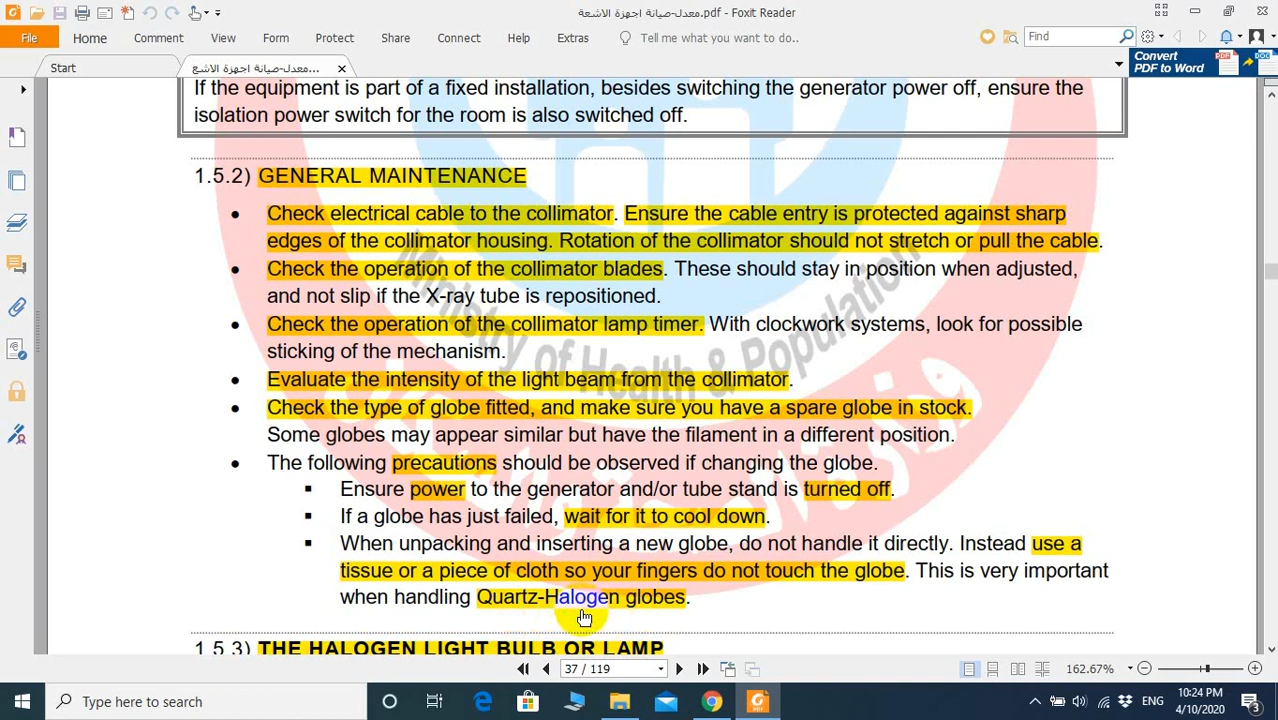 معدل-صيانة اجهزة الاشعة.pdf - Foxit Reader
File Home Comment View Form Protect Share Connect Help Extras Tell me what you want to do... Find
Start معدل-صيانة اجهزة الاشع...
Convert
PDF to Word
If the equipment is part of a fixed installation, besides switching the generator power off, ensure the
isolation power switch for the room is also switched off.
1.5.2) GENERAL MAINTENANCE
• Check electrical cable to the collimator. Ensure the cable entry is protected against sharp
edges of the collimator housing. Rotation of the collimator should not stretch or pull the cable.
• Check the operation of the collimator blades. These should stay in position when adjusted,
and not slip if the X-ray tube is repositioned.
• Check the operation of the collimator lamp timer. With clockwork systems, look for possible
sticking of the mechanism.
• Evaluate the intensity of the light beam from the collimator.
• Check the type of globe fitted, and make sure you have a spare globe in stock.
Some globes may appear similar but have the filament in a different position.
• The following precautions should be observed if changing the globe.
▪ Ensure power to the generator and/or tube stand is turned off.
▪ If a globe has just failed, wait for it to cool down.
▪ When unpacking and inserting a new globe, do not handle it directly. Instead use a
tissue or a piece of cloth so your fingers do not touch the globe. This is very important
when handling Quartz-Halogen globes.
1.5.3) THE HALOGEN LIGHT BULB OR LAMP
Ministry of Health & Population
37 / 119 162.67%
Type here to search ENG 10:24 PM
4/10/2020 3